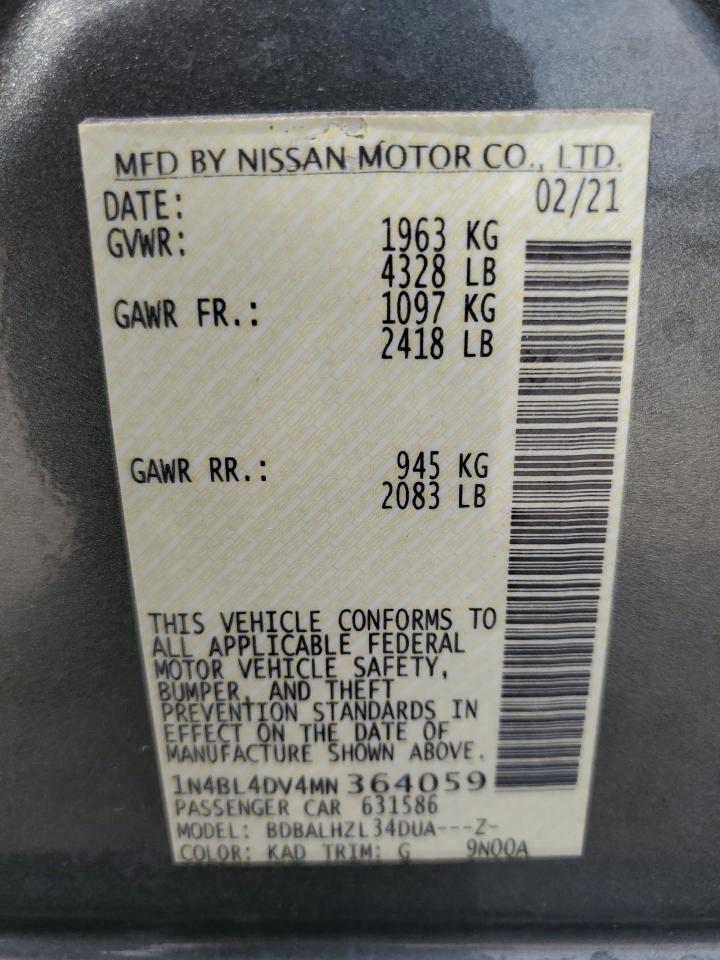 MFD BY NISSAN MOTOR CO., LTD.
DATE: 02/21
GVWR: 1963 KG
4328 LB
GAWR FR.: 1097 KG
2418 LB
GAWR RR.: 945 KG
2083 LB
THIS VEHICLE CONFORMS TO
ALL APPLICABLE FEDERAL
MOTOR VEHICLE SAFETY,
BUMPER, AND THEFT
PREVENTION STANDARDS IN
EFFECT ON THE DATE OF
MANUFACTURE SHOWN ABOVE.
1N4BL4DV4MN 364059
PASSENGER CAR 631586
MODEL: BDBALHZL34DUA---Z-
COLOR: KAD TRIM: G 9N00A